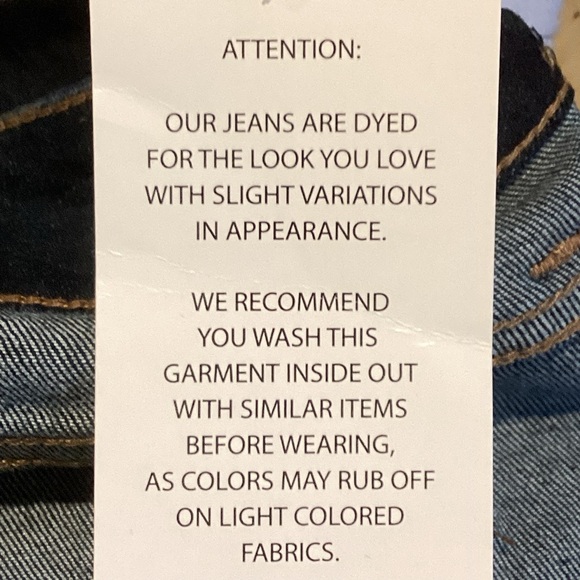 ATTENTION:
OUR JEANS ARE DYED
FOR THE LOOK YOU LOVE
WITH SLIGHT VARIATIONS
IN APPEARANCE.
WE RECOMMEND
YOU WASH THIS
GARMENT INSIDE OUT
WITH SIMILAR ITEMS
BEFORE WEARING,
AS COLORS MAY RUB OFF
ON LIGHT COLORED
FABRICS.